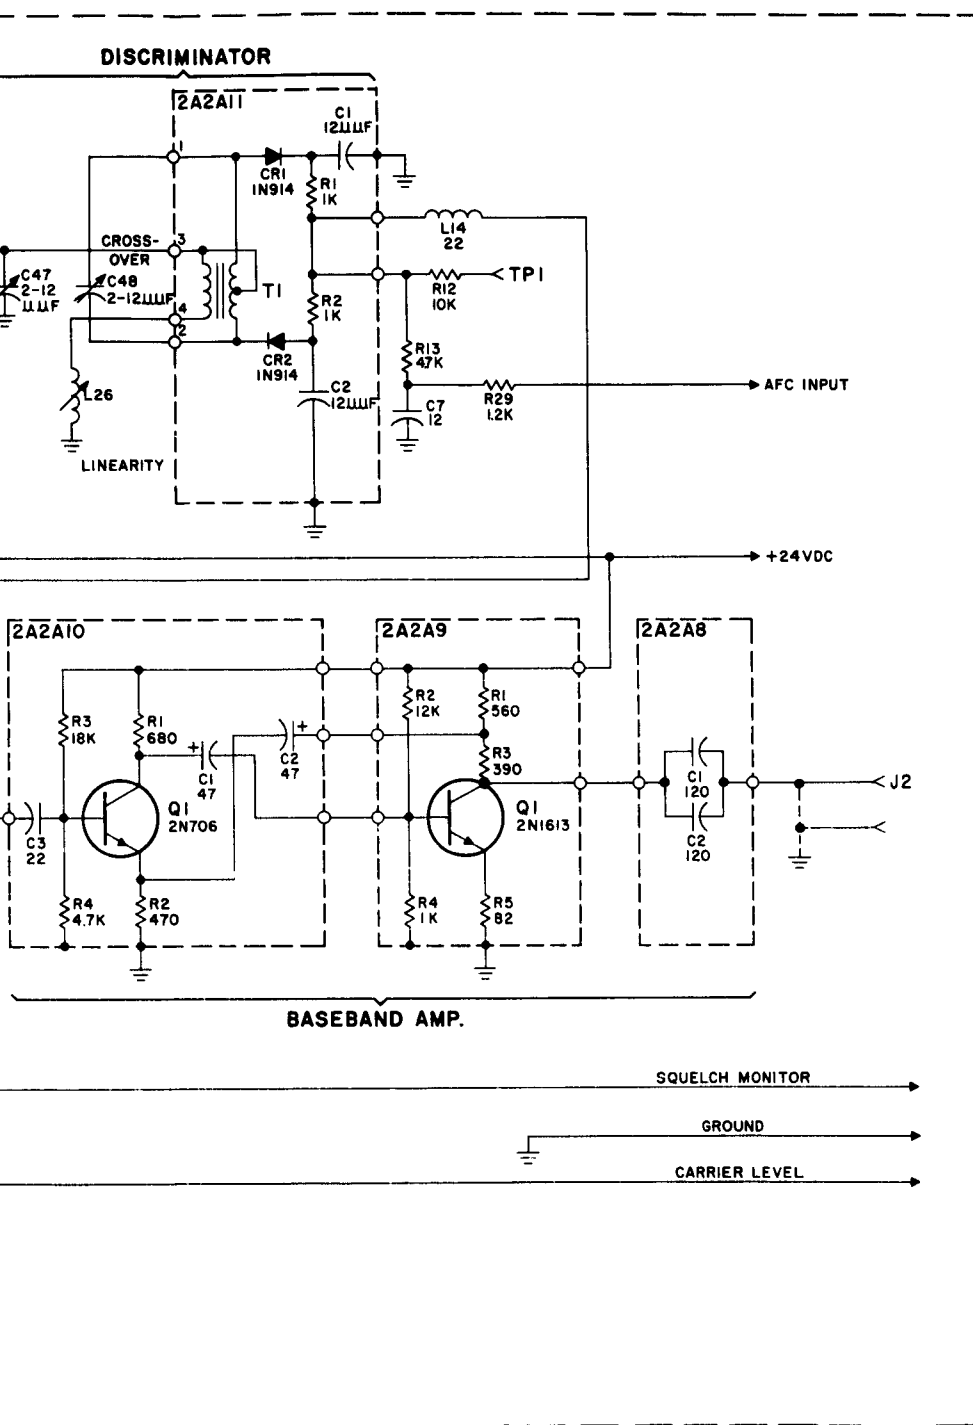 DISCRIMINATOR
2A2A11
C1
12µµF
1
CR1
1N914
R1
1K
L14
22
CROSS-
OVER
3
C47
2-12
µµF
C48
2-12µµF
T1
R12
10K
TP1
R2
1K
4
2
R13
47K
CR2
1N914
L26
C2
12µµF
C7
12
R29
1.2K
AFC INPUT
LINEARITY
+24VDC
2A2A10
2A2A9
2A2A8
R3
18K
R1
680
+
C1
47
C2
47
+
R2
12K
R1
560
R3
390
C1
120
C2
120
J2
C3
22
Q1
2N706
Q1
2N1613
R4
4.7K
R2
470
R4
1K
R5
82
BASEBAND AMP.
SQUELCH MONITOR
GROUND
CARRIER LEVEL